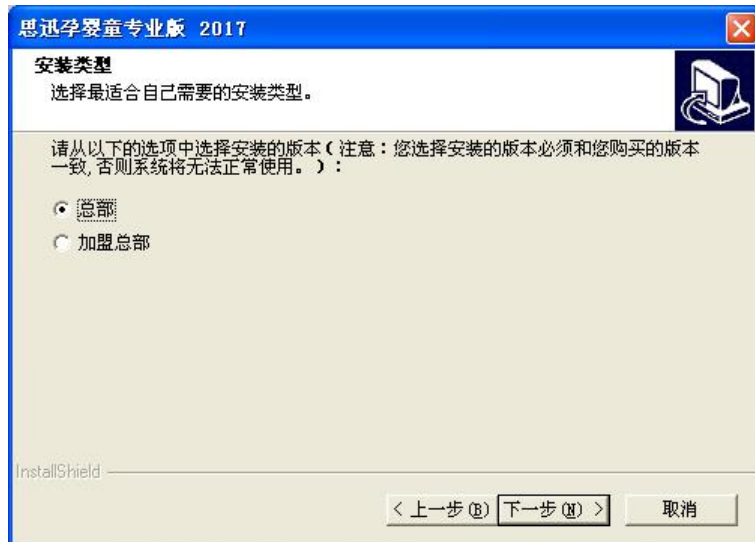 思迅孕婴童专业版 2017
安装类型
选择最适合自己需要的安装类型。
请从以下的选项中选择安装的版本(注意:您选择安装的版本必须和您购买的版本
一致,否则系统将无法正常使用。):
总部
加盟总部
InstallShield
< 上一步(B) 下一步(N) > 取消